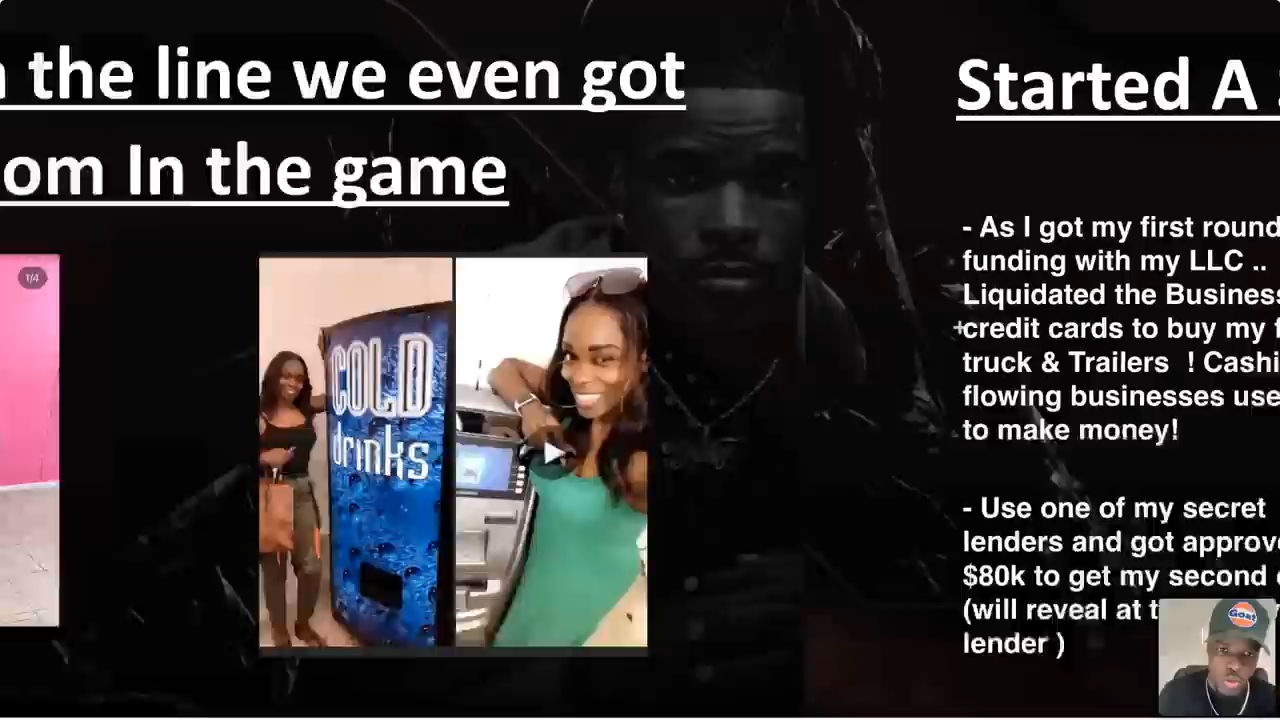 the line we even got
om In the game
1/4
COLD
drinks
Started A
- As I got my first round
funding with my LLC ..
Liquidated the Business
credit cards to buy my f
truck & Trailers ! Cashi
flowing businesses use
to make money!
- Use one of my secret
lenders and got approve
$80k to get my second
(will reveal at t
lender )
Goat